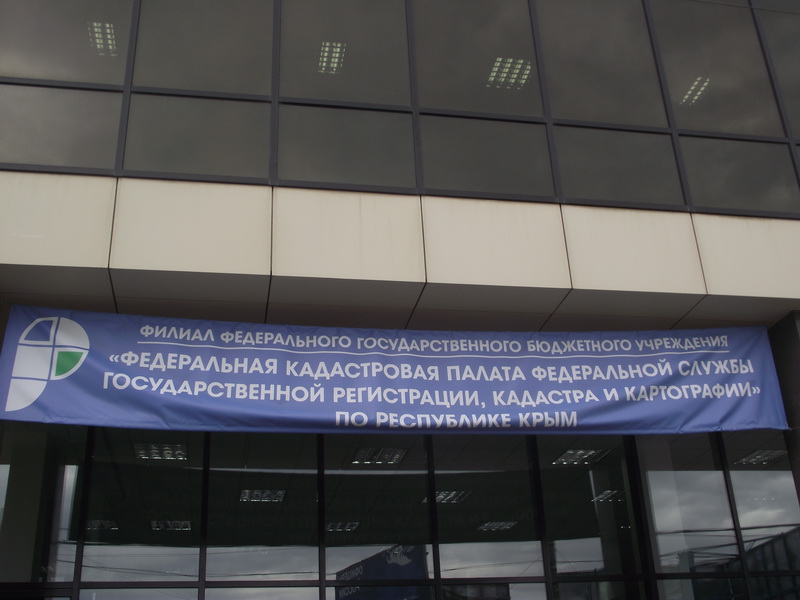 ФИЛИАЛ ФЕДЕРАЛЬНОГО ГОСУДАРСТВЕННОГО БЮДЖЕТНОГО УЧРЕЖДЕНИЯ
«ФЕДЕРАЛЬНАЯ КАДАСТРОВАЯ ПАЛАТА ФЕДЕРАЛЬНОЙ СЛУЖБЫ
ГОСУДАРСТВЕННОЙ РЕГИСТРАЦИИ, КАДАСТРА И КАРТОГРАФИИ»
ПО РЕСПУБЛИКЕ КРЫМ